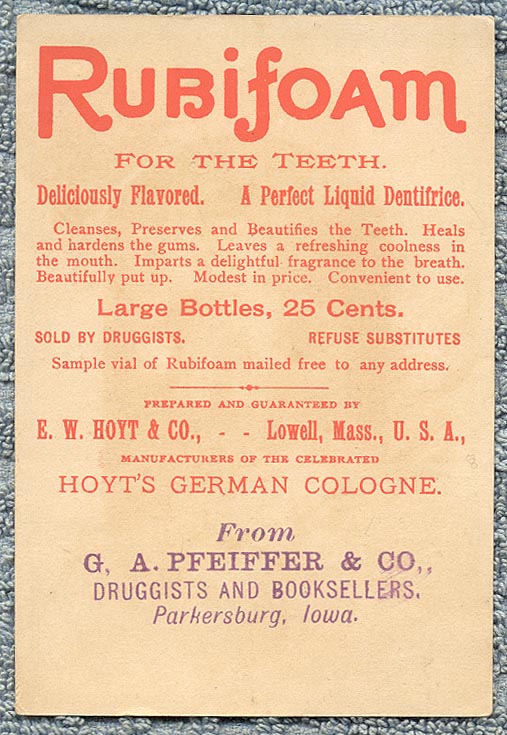 RUBIFOAM
FOR THE TEETH.
Deliciously Flavored. A Perfect Liquid Dentifrice.
Cleanses, Preserves and Beautifies the Teeth. Heals
and hardens the gums. Leaves a refreshing coolness in
the mouth. Imparts a delightful fragrance to the breath.
Beautifully put up. Modest in price. Convenient to use.
Large Bottles, 25 Cents.
SOLD BY DRUGGISTS. REFUSE SUBSTITUTES
Sample vial of Rubifoam mailed free to any address.
PREPARED AND GUARANTEED BY
E. W. HOYT & CO., - - Lowell, Mass., U. S. A.,
MANUFACTURERS OF THE CELEBRATED
HOYT'S GERMAN COLOGNE.
From
G. A. PFEIFFER & CO.,
DRUGGISTS AND BOOKSELLERS.
Parkersburg, Iowa.